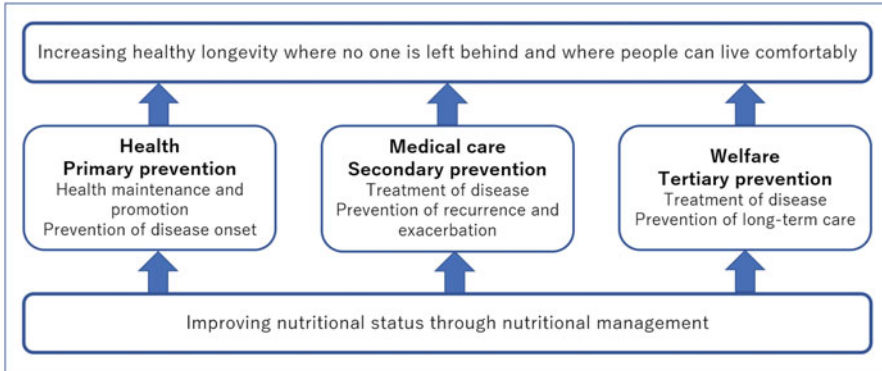 Increasing healthy longevity where no one is left behind and where people can live comfortably
Health
Primary prevention
Health maintenance and
promotion
Prevention of disease onset
Medical care
Secondary prevention
Treatment of disease
Prevention of recurrence and
exacerbation
Welfare
Tertiary prevention
Treatment of disease
Prevention of long-term care
Improving nutritional status through nutritional management